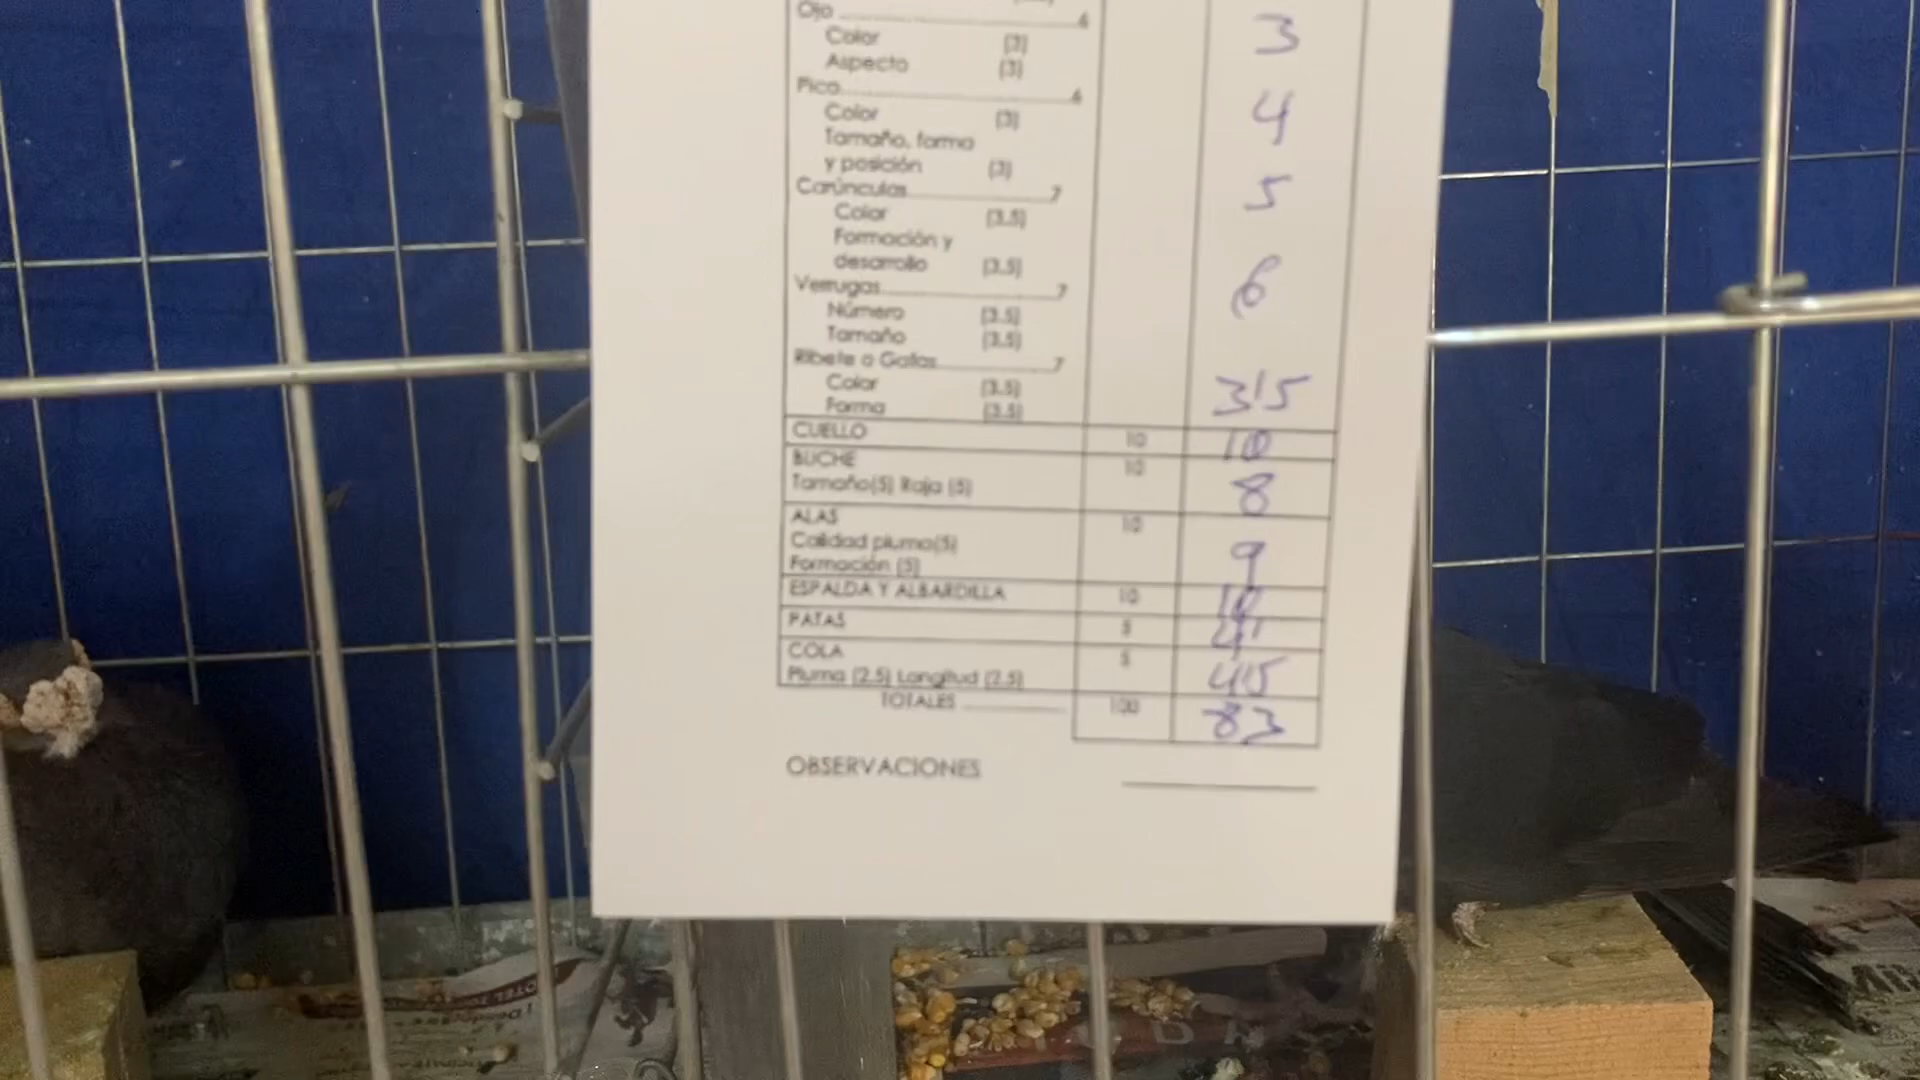 Ojo 6 3
Color (3)
Aspecto (3)
Pico 6 4
Color (3)
Tamaño, forma
y posición (3)
Carúnculas 7 5
Color (3.5)
Formación y
desarrollo (3.5)
Verrugas 7 6
Número (3.5)
Tamaño (3.5)
Ribete o Gafas 7
Color (3.5) 3'5
Forma (3.5)
CUELLO 10 10
BUCHE 10
Tamaño(5) Raja (5) 8
ALAS 10
Calidad pluma(5) 9
Formación (5)
ESPALDA Y ALBARDILLA 10 10
PATAS 5
COLA 5
Pluma (2.5) Longitud (2.5) 4'5
TOTALES 100 83
OBSERVACIONES